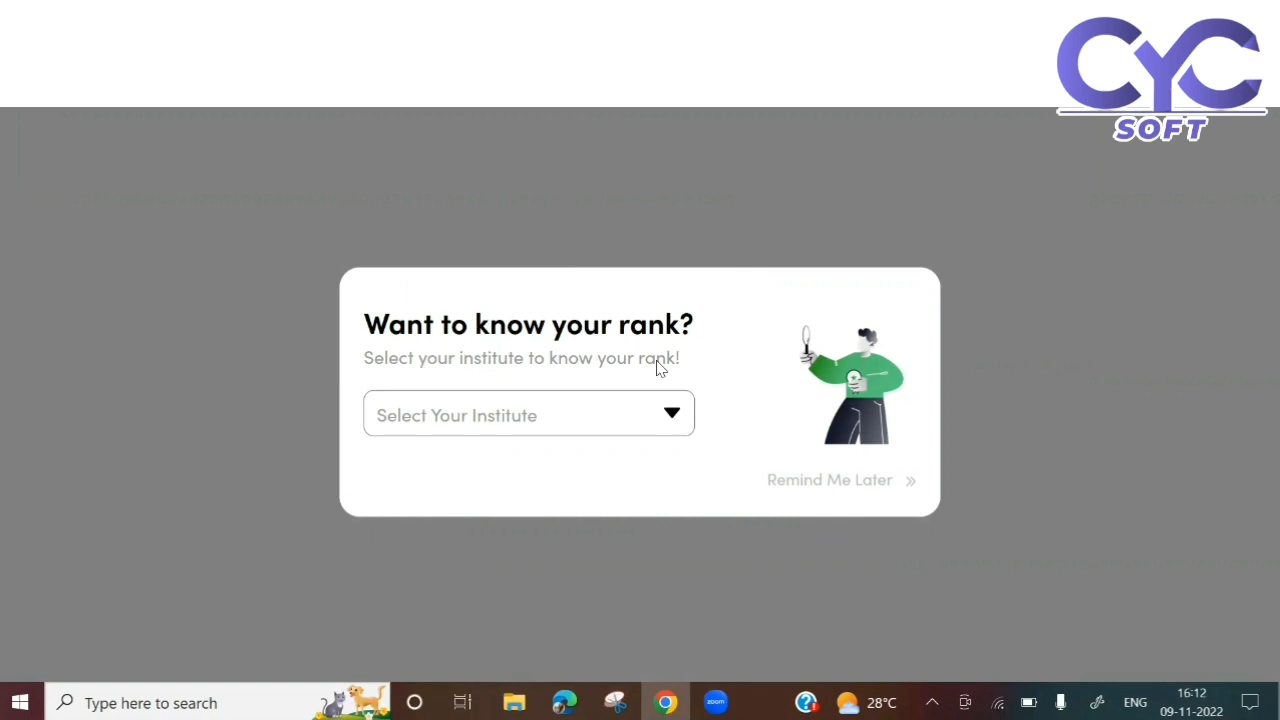 CYC
SOFT
Want to know your rank?
Select your institute to know your rank!
Select Your Institute
Remind Me Later »
Type here to search
zoom
28°C
ENG
16:12
09-11-2022